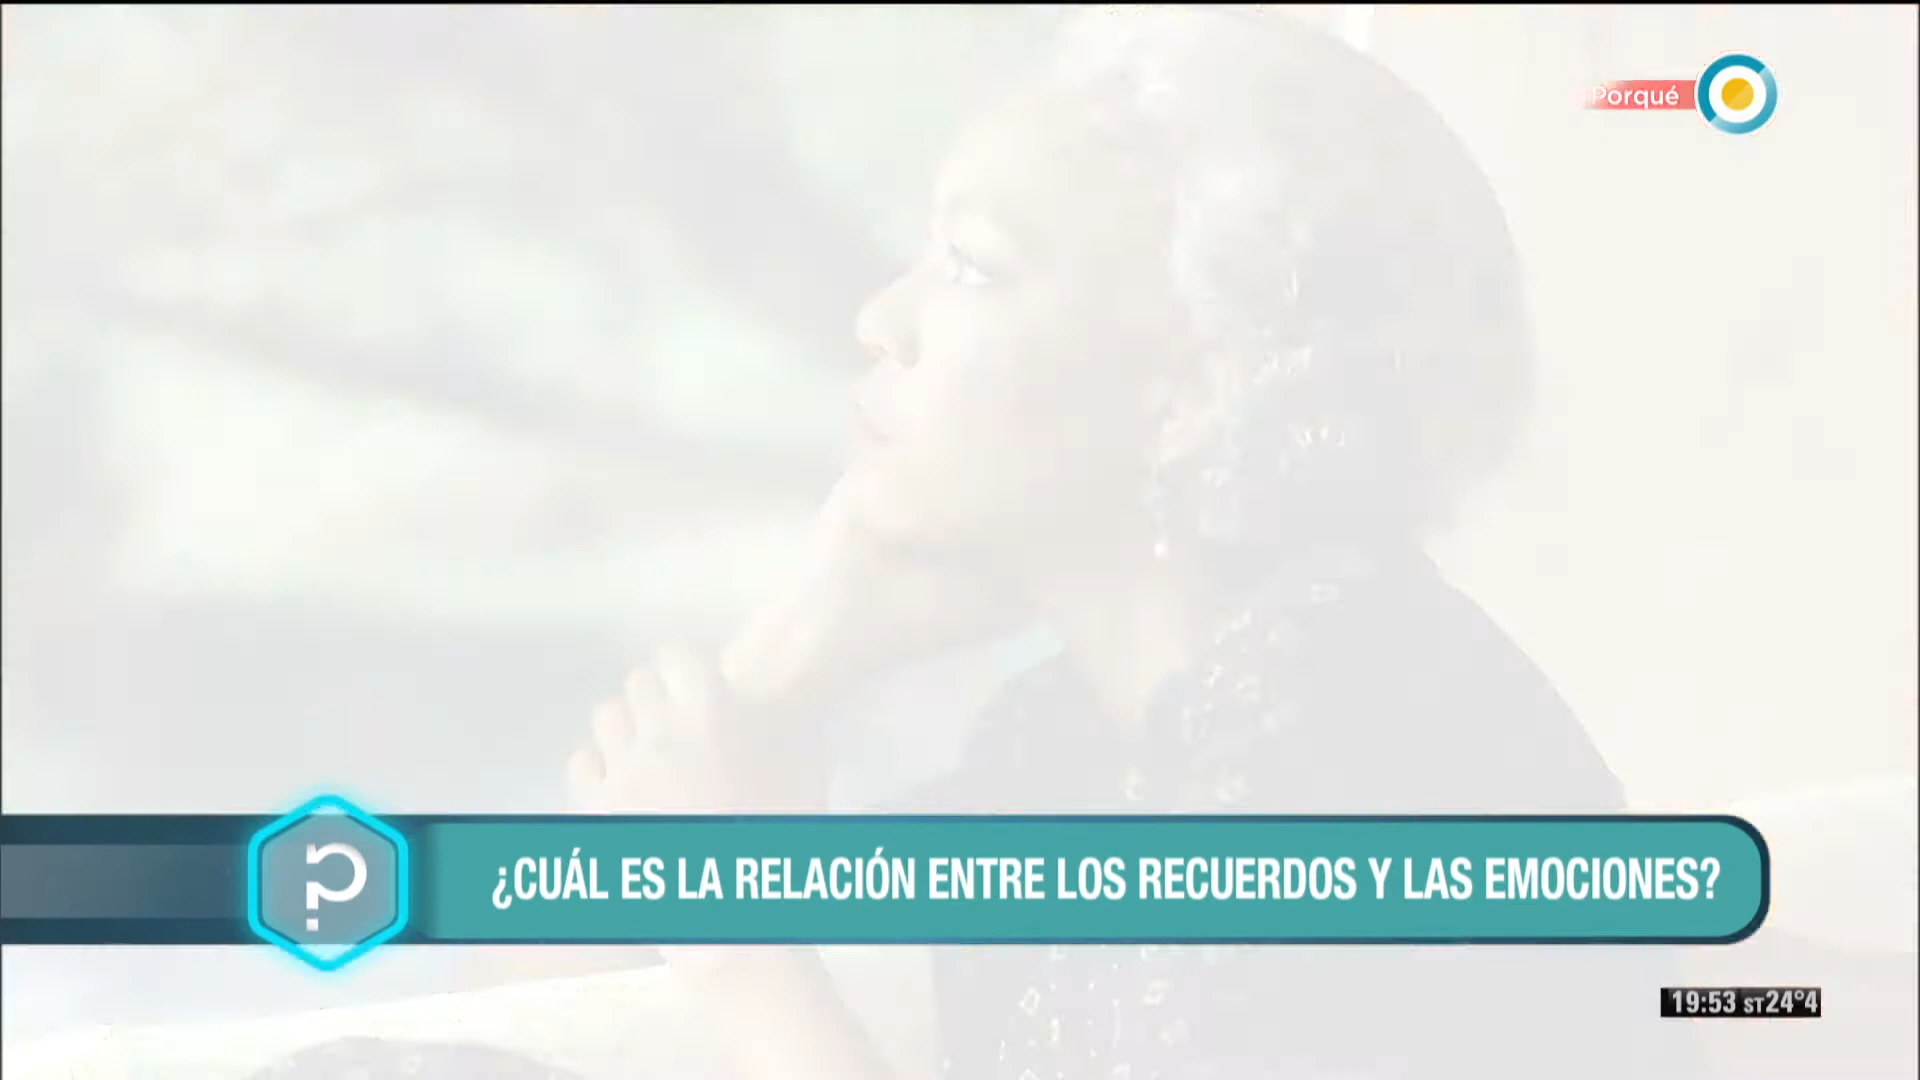 Porqué
¿CUÁL ES LA RELACIÓN ENTRE LOS RECUERDOS Y LAS EMOCIONES?
19:53 ST24°4